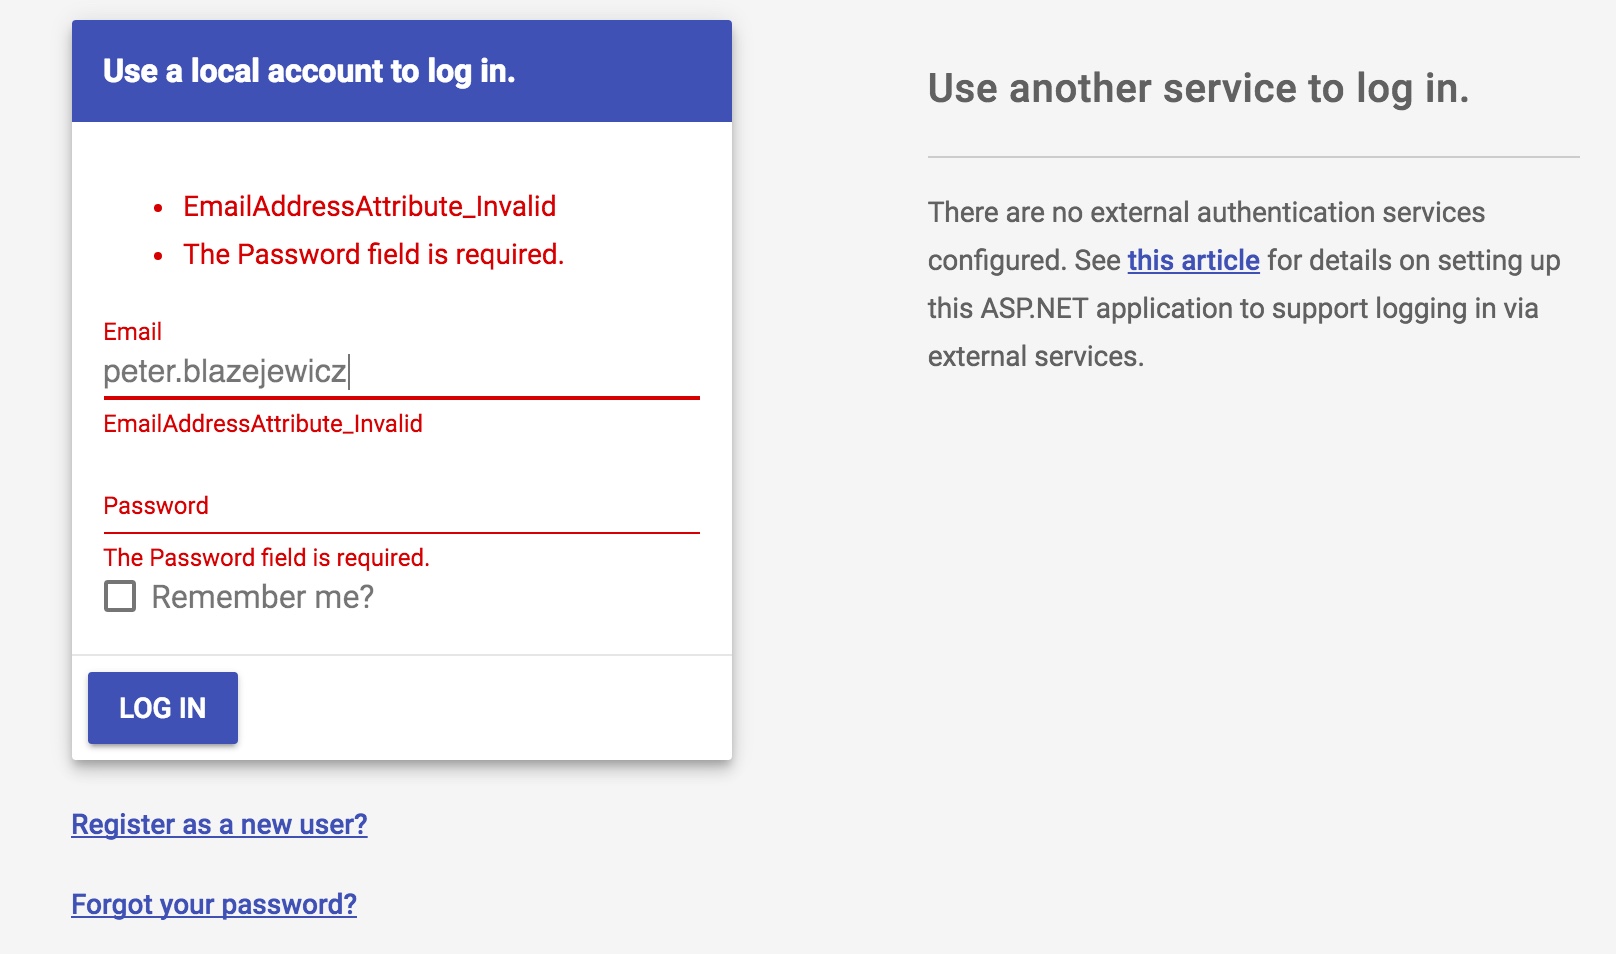 Use a local account to log in.
EmailAddressAttribute_Invalid
The Password field is required.
Email
peter.blazejewicz
EmailAddressAttribute_Invalid
Password
The Password field is required.
Remember me?
LOG IN
Register as a new user?
Forgot your password?
Use another service to log in.
There are no external authentication services
configured. See this article for details on setting up
this ASP.NET application to support logging in via
external services.